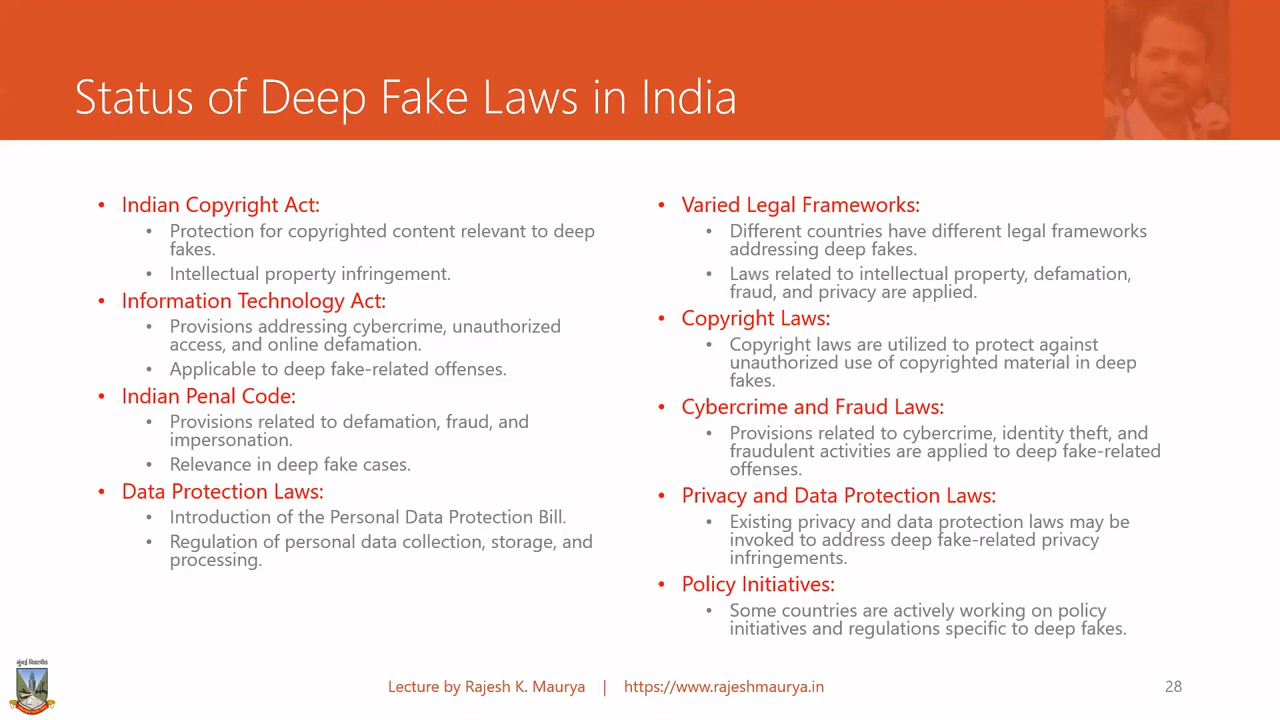 Status of Deep Fake Laws in India
• Indian Copyright Act:
• Protection for copyrighted content relevant to deep
fakes.
• Intellectual property infringement.
• Information Technology Act:
• Provisions addressing cybercrime, unauthorized
access, and online defamation.
• Applicable to deep fake-related offenses.
• Indian Penal Code:
• Provisions related to defamation, fraud, and
impersonation.
• Relevance in deep fake cases.
• Data Protection Laws:
• Introduction of the Personal Data Protection Bill.
• Regulation of personal data collection, storage, and
processing.
• Varied Legal Frameworks:
• Different countries have different legal frameworks
addressing deep fakes.
• Laws related to intellectual property, defamation,
fraud, and privacy are applied.
• Copyright Laws:
• Copyright laws are utilized to protect against
unauthorized use of copyrighted material in deep
fakes.
• Cybercrime and Fraud Laws:
• Provisions related to cybercrime, identity theft, and
fraudulent activities are applied to deep fake-related
offenses.
• Privacy and Data Protection Laws:
• Existing privacy and data protection laws may be
invoked to address deep fake-related privacy
infringements.
• Policy Initiatives:
• Some countries are actively working on policy
initiatives and regulations specific to deep fakes.
मुंबई विद्यापीठ
Lecture by Rajesh K. Maurya | https://www.rajeshmaurya.in
28